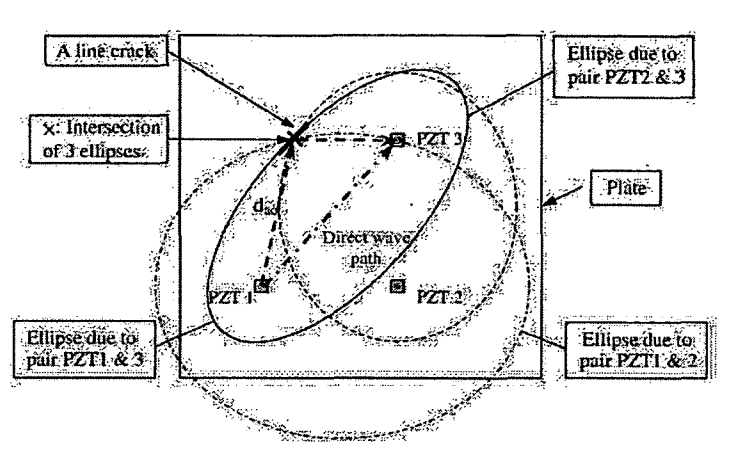 A line crack
Ellipse due to
pair PZT2 & 3
x: Intersection
of 3 ellipses
PZT 3
Plate
Direct wave
path
PZT 1
PZT 2
Ellipse due to
pair PZT1 & 3
Ellipse due to
pair PZT1 & 2